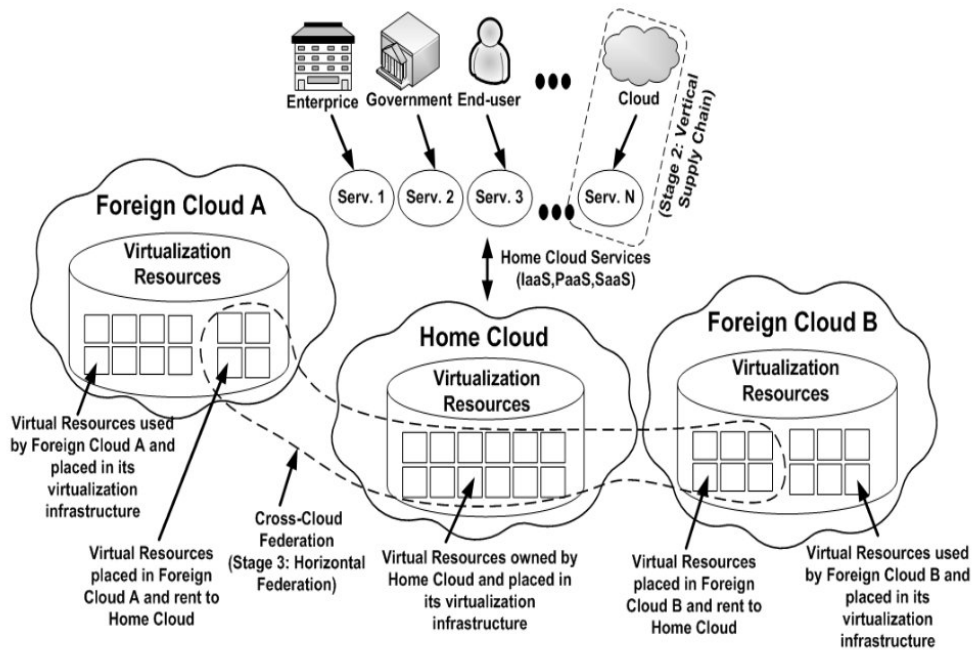 Enterprice
Government
End-user
Cloud
(Stage 2: Vertical
Supply Chain)
Serv. 1
Serv. 2
Serv. 3
Serv. N
Home Cloud Services
(IaaS,PaaS,SaaS)
Foreign Cloud A
Virtualization
Resources
Home Cloud
Virtualization
Resources
Foreign Cloud B
Virtualization
Resources
Virtual Resources used
by Foreign Cloud A and
placed in its
virtualization
infrastructure
Virtual Resources
placed in Foreign
Cloud A and rent to
Home Cloud
Cross-Cloud
Federation
(Stage 3: Horizontal
Federation)
Virtual Resources owned by
Home Cloud and placed in
its virtualization
infrastructure
Virtual Resources
placed in Foreign
Cloud B and rent to
Home Cloud
Virtual Resources used
by Foreign Cloud B and
placed in its
virtualization
infrastructure